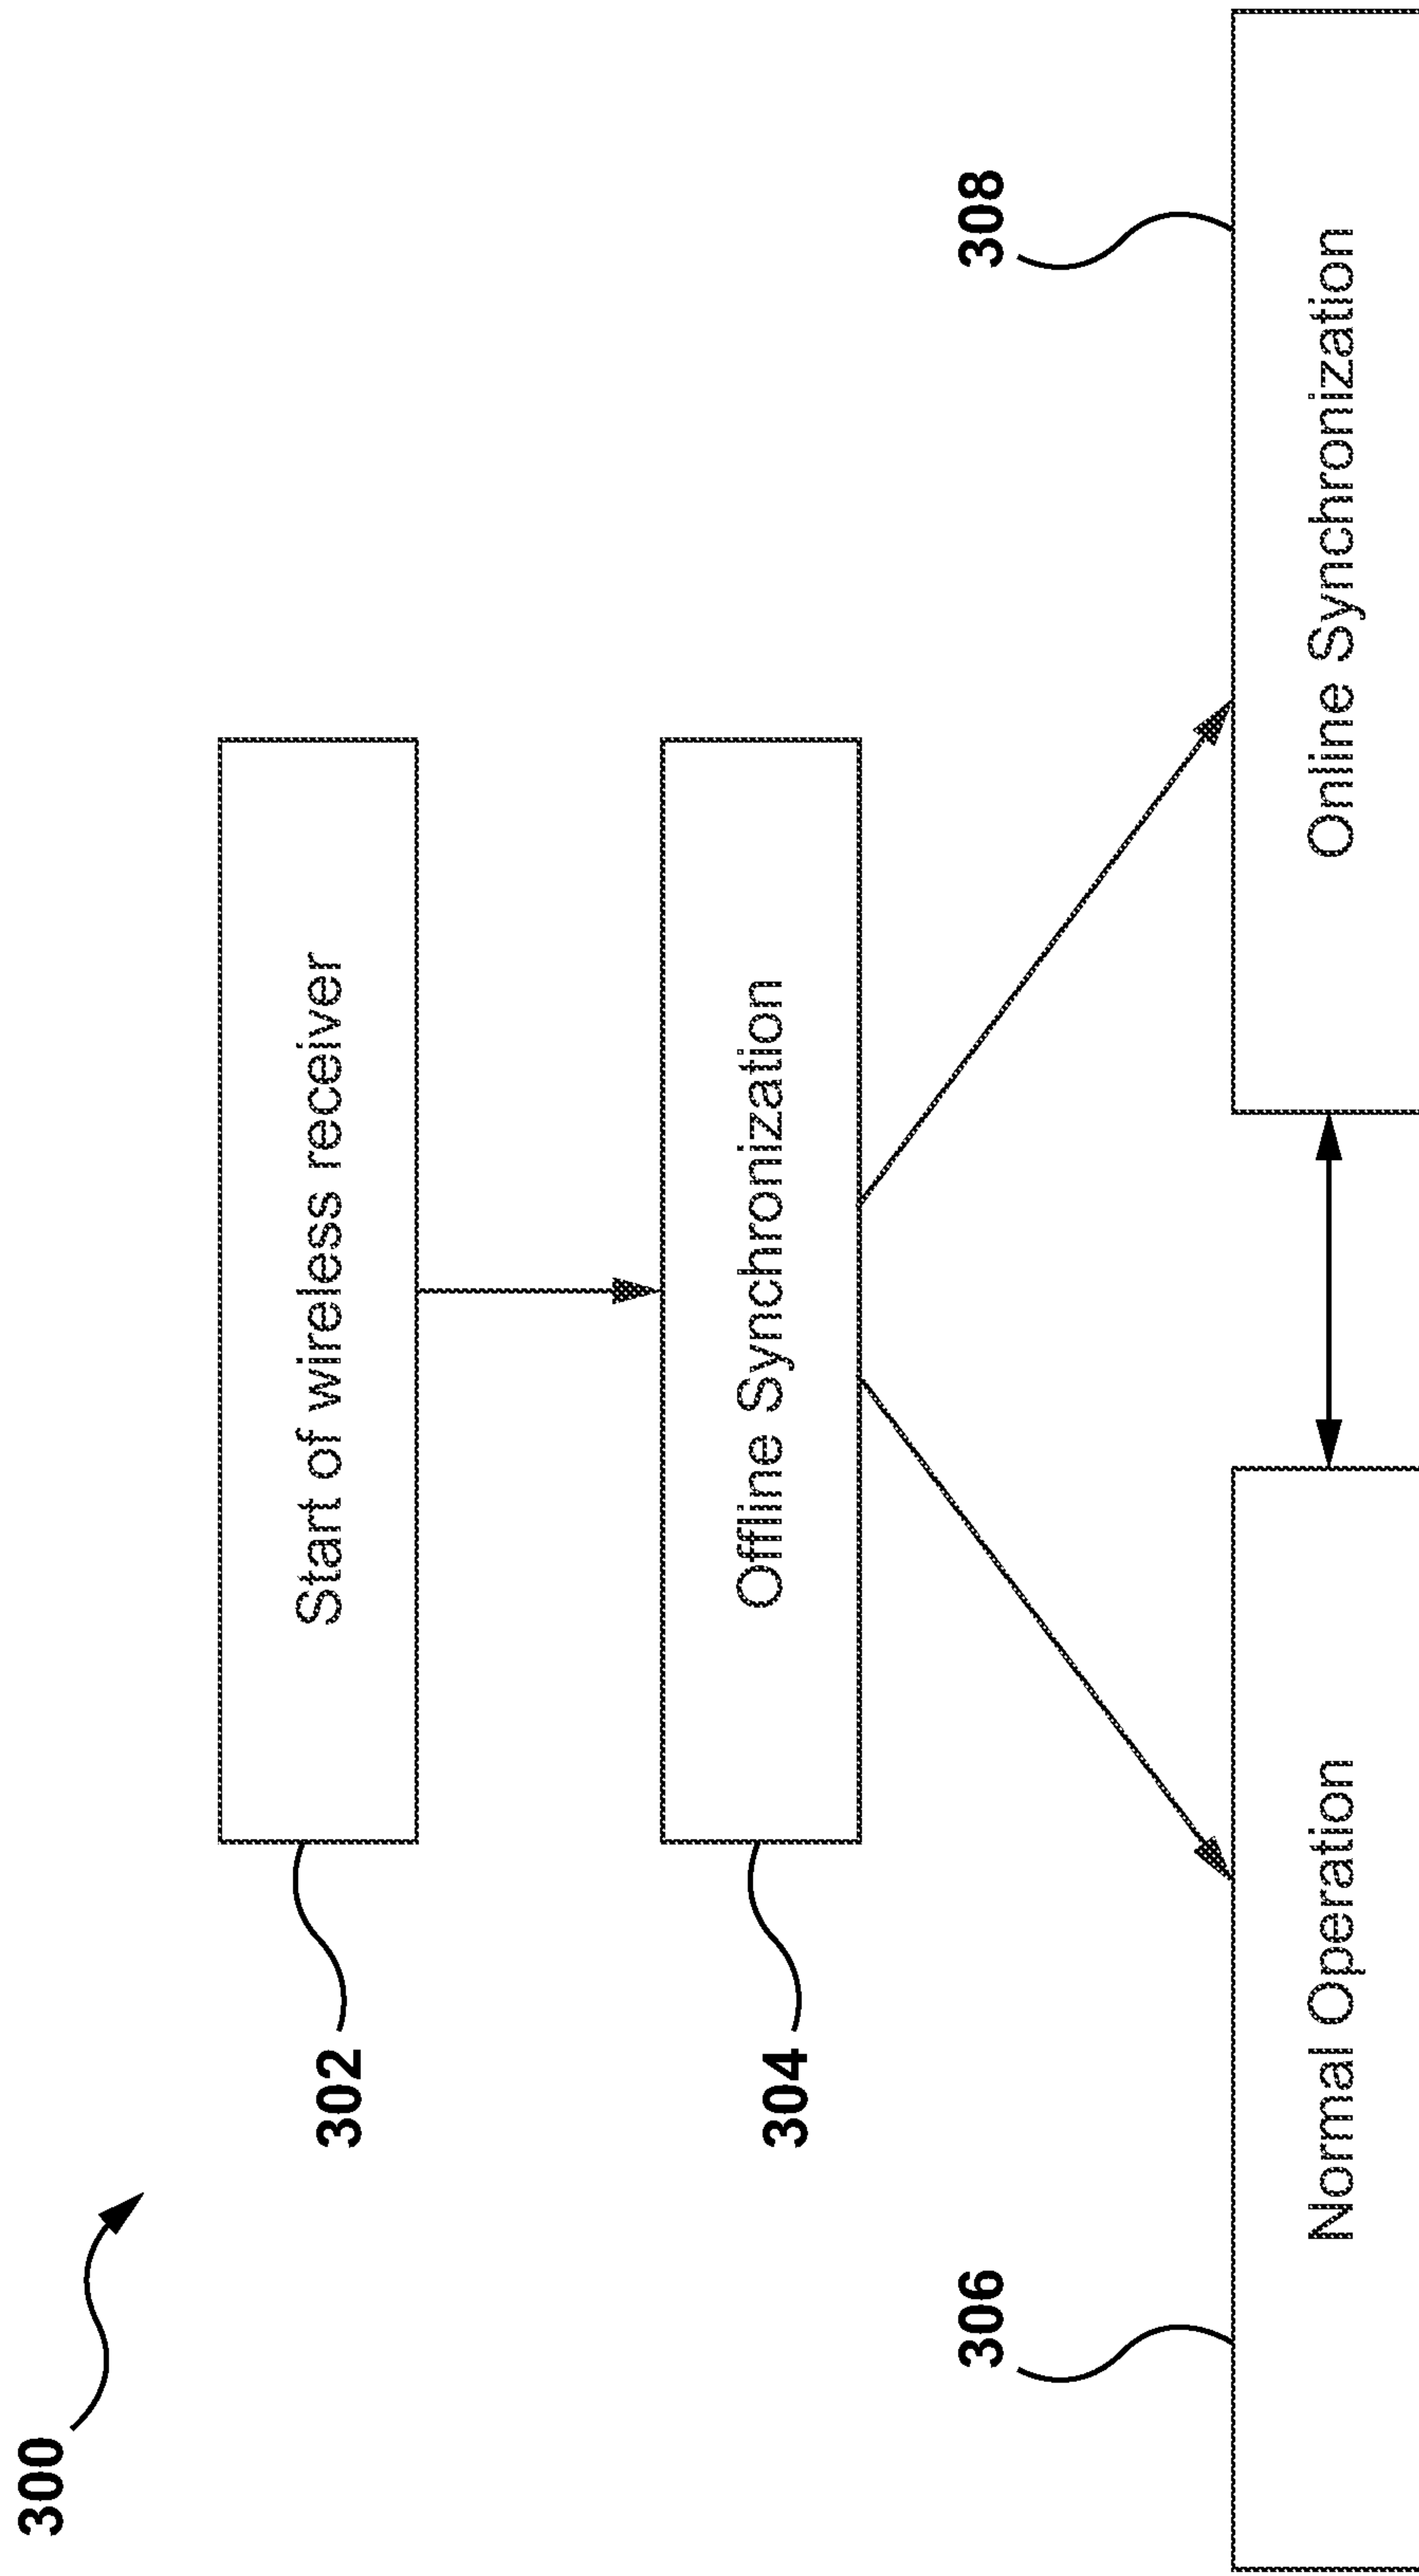 300
302
Start of wireless receiver
304
Offline Synchronization
306
308
Normal Operation
Online Synchronization